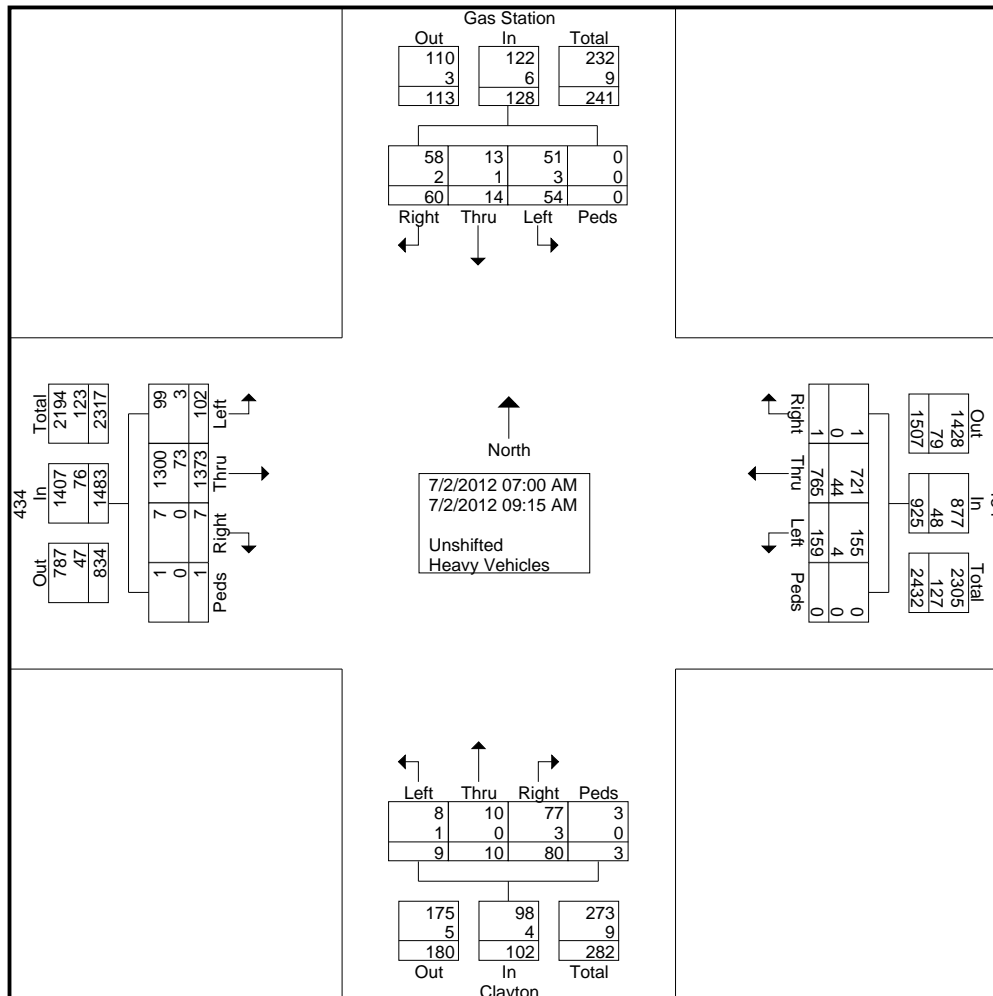 Gas Station
Out In Total
110 122 232
3 6 9
113 128 241
58 13 51 0
2 1 3 0
60 14 54 0
Right Thru Left Peds
Total 2194 123 2317
In 1407 76 1483
Out 787 47 834
434
99 3 102 Left
1300 73 1373 Thru
7 0 7 Right
1 0 1 Peds
North
7/2/2012 07:00 AM
7/2/2012 09:15 AM
Unshifted
Heavy Vehicles
Right 1 0 1
Thru 765 44 721
Left 159 4 155
Peds 0 0 0
Out 1428 79 1507
In 877 48 925
Total 2305 127 2432
Left Thru Right Peds
8 10 77 3
1 0 3 0
9 10 80 3
175 98 273
5 4 9
180 102 282
Out In Total
Clayton